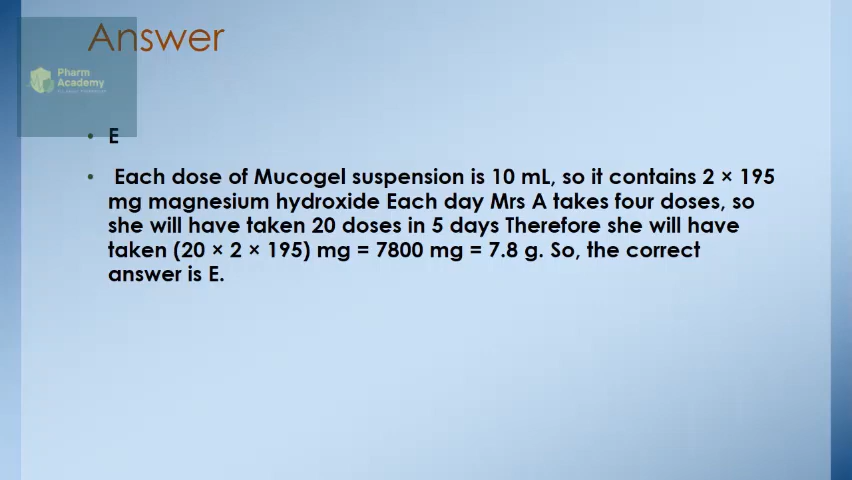 Answer
Pharm
Academy
• E
• Each dose of Mucogel suspension is 10 mL, so it contains 2 × 195
mg magnesium hydroxide Each day Mrs A takes four doses, so
she will have taken 20 doses in 5 days Therefore she will have
taken (20 × 2 × 195) mg = 7800 mg = 7.8 g. So, the correct
answer is E.